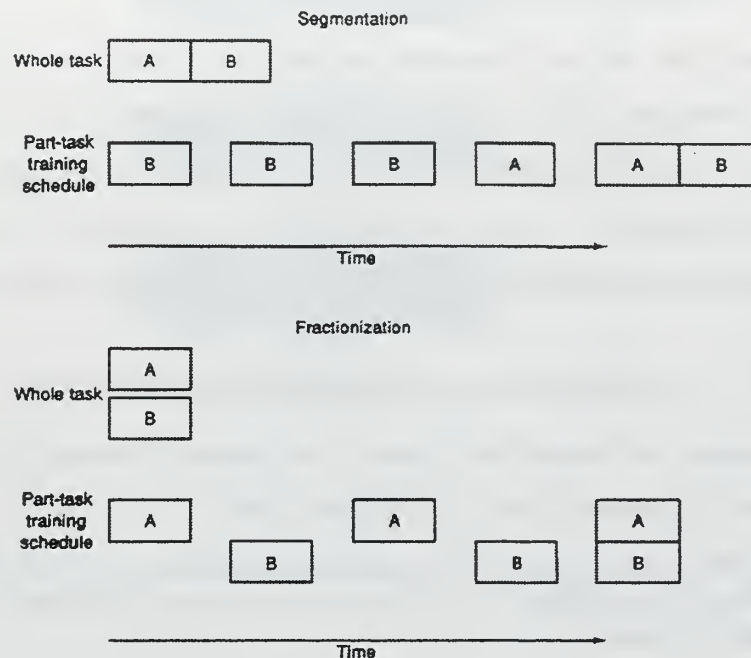 Segmentation
Whole task A B
Part-task
training
schedule
B B B A A B
Time
Fractionization
A
Whole task
B
Part-task
training
schedule
A A A
B B B
Time